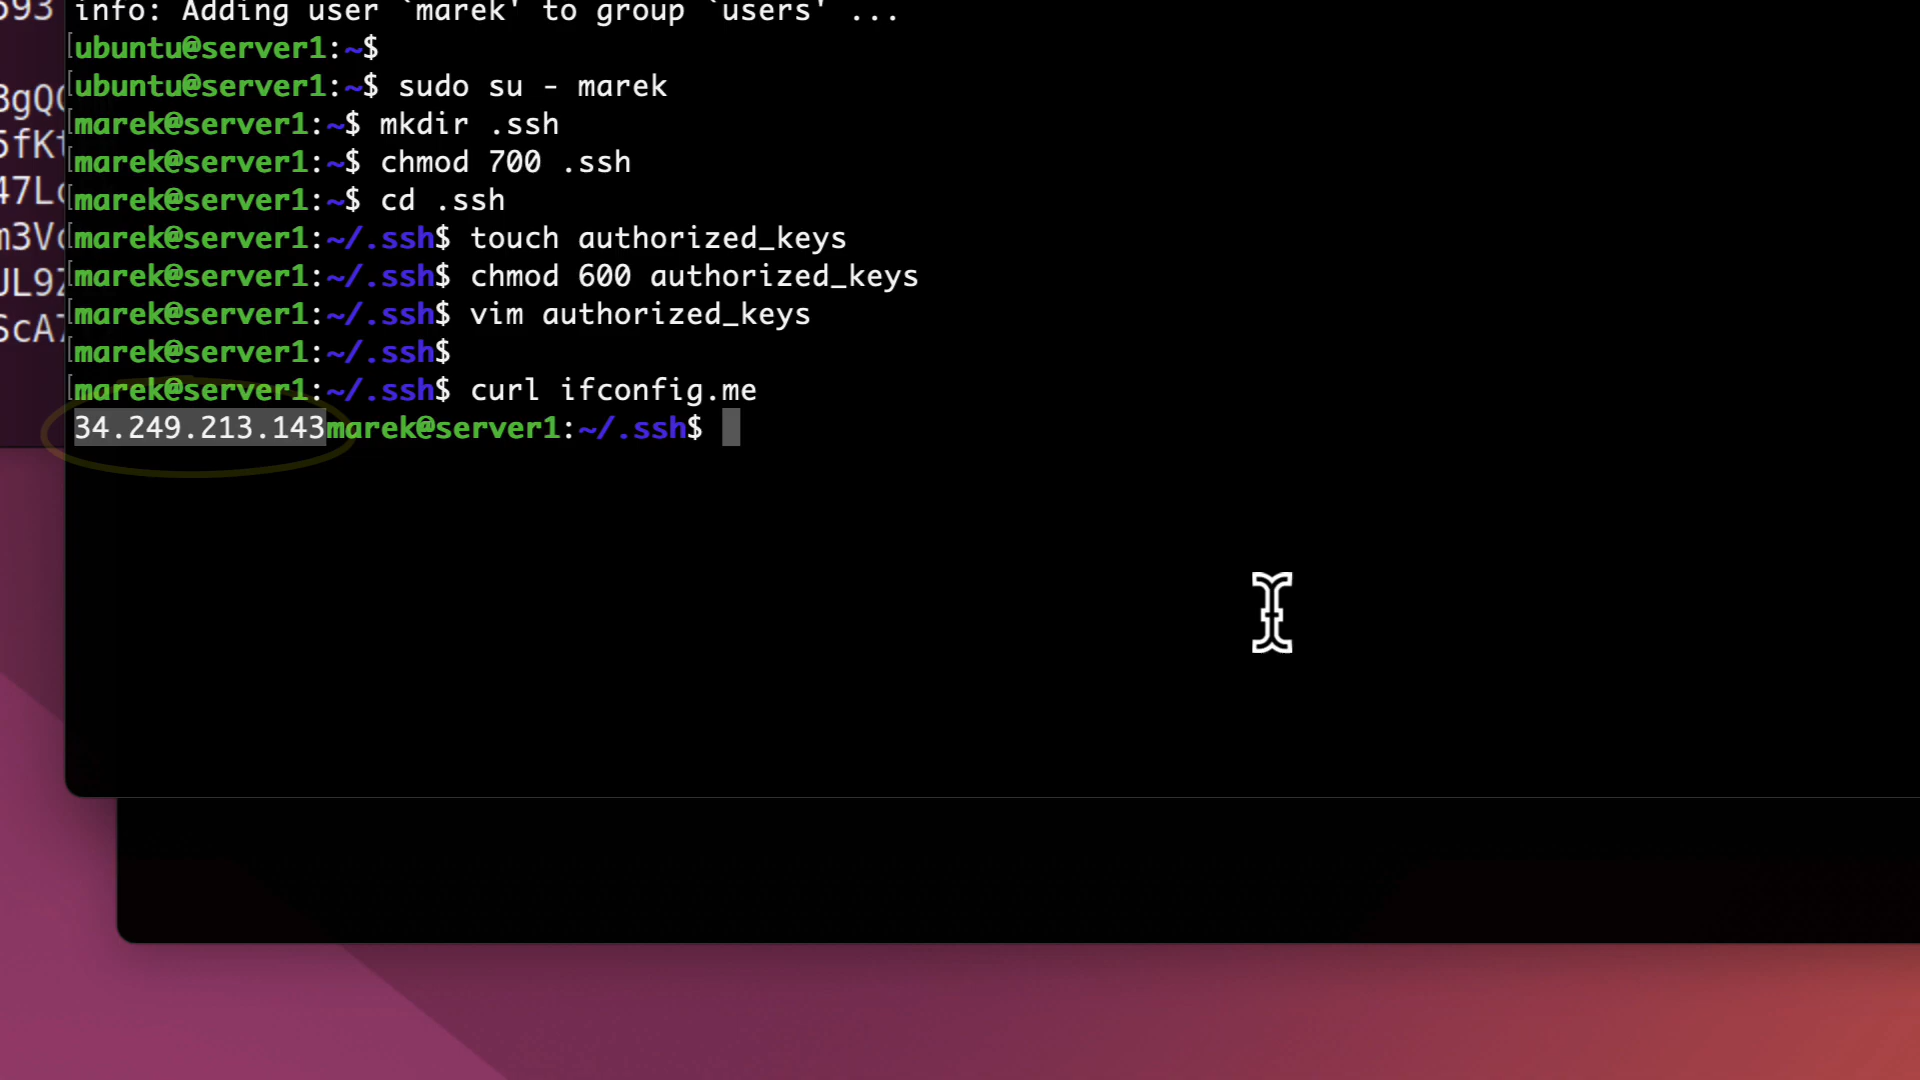 593
info: Adding user `marek' to group `users' ...
[ubuntu@server1:~$
[ubuntu@server1:~$ sudo su - marek
[marek@server1:~$ mkdir .ssh
[marek@server1:~$ chmod 700 .ssh
[marek@server1:~$ cd .ssh
[marek@server1:~/.ssh$ touch authorized_keys
[marek@server1:~/.ssh$ chmod 600 authorized_keys
[marek@server1:~/.ssh$ vim authorized_keys
[marek@server1:~/.ssh$
[marek@server1:~/.ssh$ curl ifconfig.me
34.249.213.143marek@server1:~/.ssh$